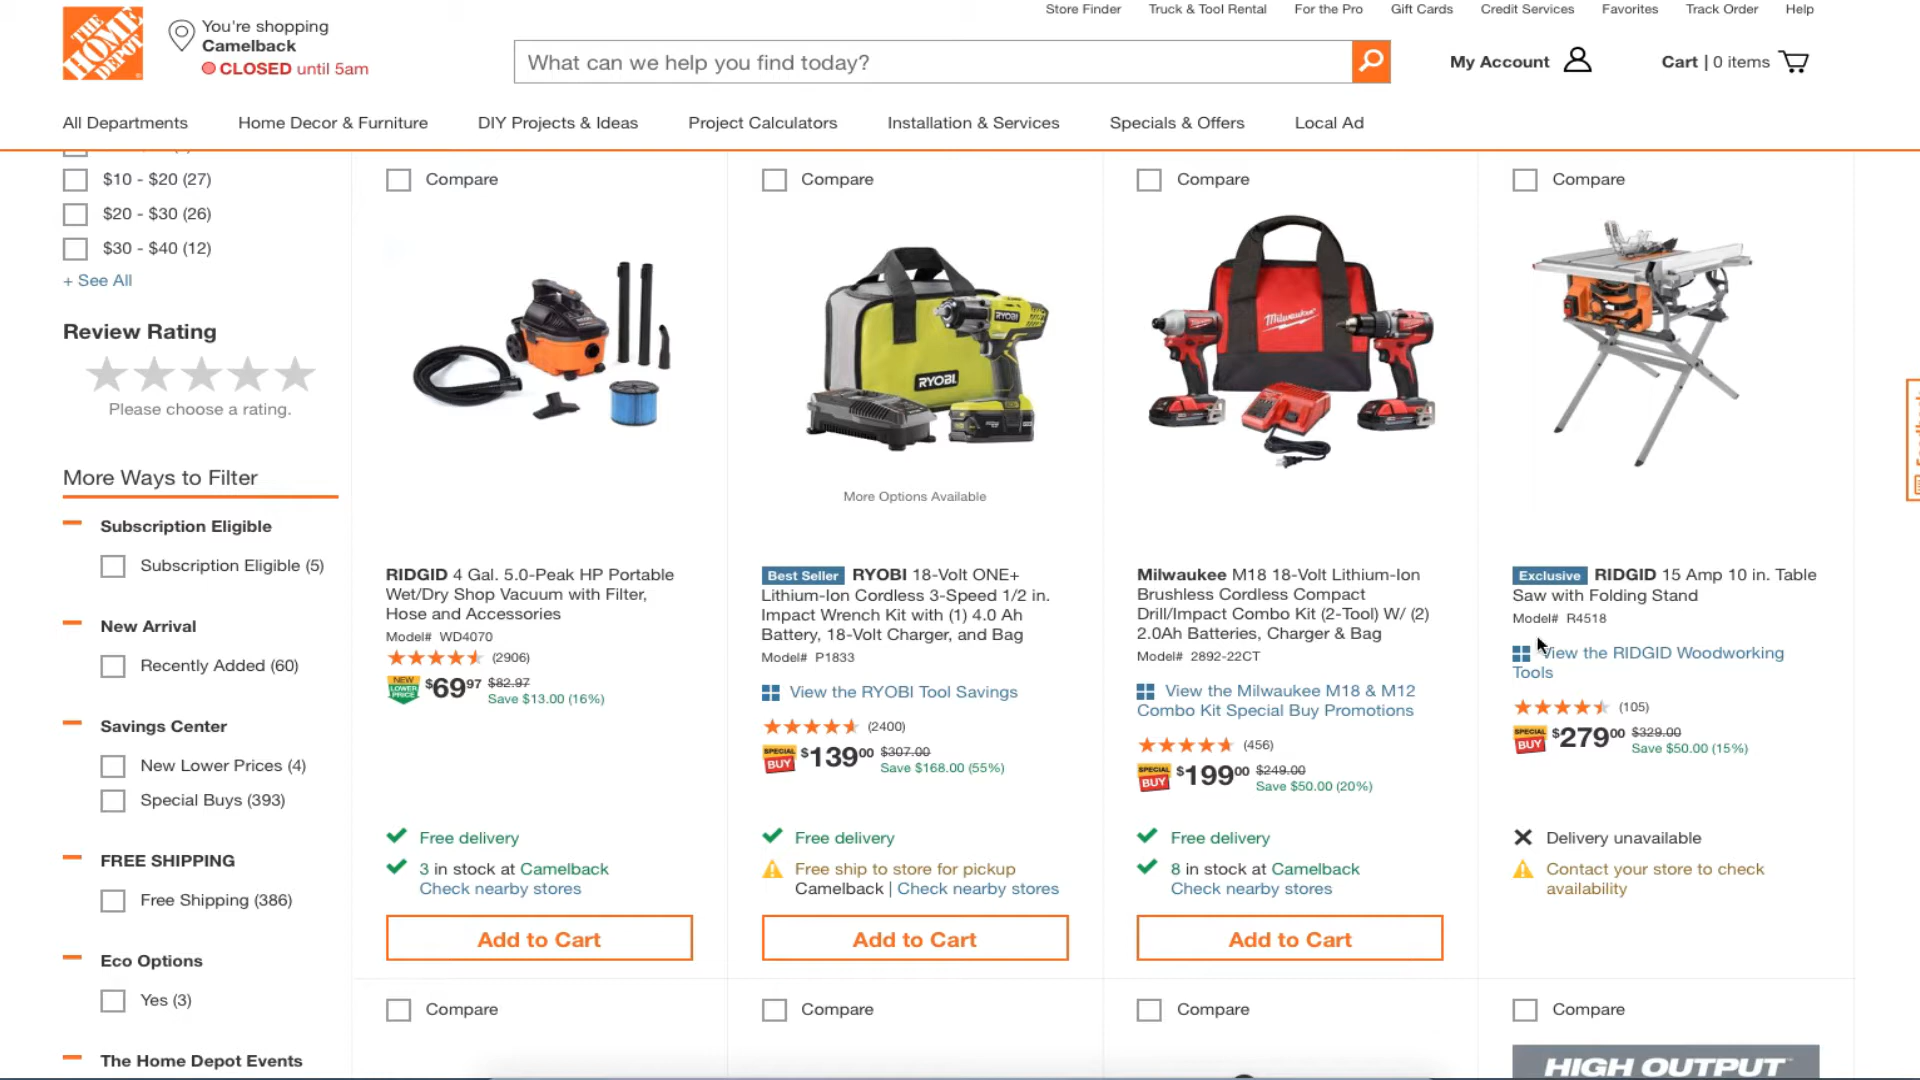 Store Finder Truck & Tool Rental For the Pro Gift Cards Credit Services Favorites Track Order Help
THE HOME DEPOT
You're shopping
Camelback
CLOSED until 5am
What can we help you find today?
My Account
Cart | 0 items
All Departments Home Decor & Furniture DIY Projects & Ideas Project Calculators Installation & Services Specials & Offers Local Ad
$10 - $20 (27)
$20 - $30 (26)
$30 - $40 (12)
+ See All
Review Rating
Please choose a rating.
More Ways to Filter
Subscription Eligible
Subscription Eligible (5)
New Arrival
Recently Added (60)
Savings Center
New Lower Prices (4)
Special Buys (393)
FREE SHIPPING
Free Shipping (386)
Eco Options
Yes (3)
The Home Depot Events
Compare
RIDGID 4 Gal. 5.0-Peak HP Portable
Wet/Dry Shop Vacuum with Filter,
Hose and Accessories
Model# WD4070
(2906)
NEW LOWER PRICE $69 97 $82.97
Save $13.00 (16%)
Free delivery
3 in stock at Camelback
Check nearby stores
Add to Cart
Compare
RYOBI
RYOBI
More Options Available
Best Seller RYOBI 18-Volt ONE+
Lithium-Ion Cordless 3-Speed 1/2 in.
Impact Wrench Kit with (1) 4.0 Ah
Battery, 18-Volt Charger, and Bag
Model# P1833
View the RYOBI Tool Savings
(2400)
SPECIAL BUY $139 00 $307.00
Save $168.00 (55%)
Free delivery
Free ship to store for pickup
Camelback | Check nearby stores
Add to Cart
Compare
Milwaukee
Milwaukee M18 18-Volt Lithium-Ion
Brushless Cordless Compact
Drill/Impact Combo Kit (2-Tool) W/ (2)
2.0Ah Batteries, Charger & Bag
Model# 2892-22CT
View the Milwaukee M18 & M12
Combo Kit Special Buy Promotions
(456)
SPECIAL BUY $199 00 $249.00
Save $50.00 (20%)
Free delivery
8 in stock at Camelback
Check nearby stores
Add to Cart
Compare
Exclusive RIDGID 15 Amp 10 in. Table
Saw with Folding Stand
Model# R4518
View the RIDGID Woodworking
Tools
(105)
SPECIAL BUY $279 00 $329.00
Save $50.00 (15%)
Delivery unavailable
Contact your store to check
availability
Compare
Compare
Compare
Compare
HIGH OUTPUT